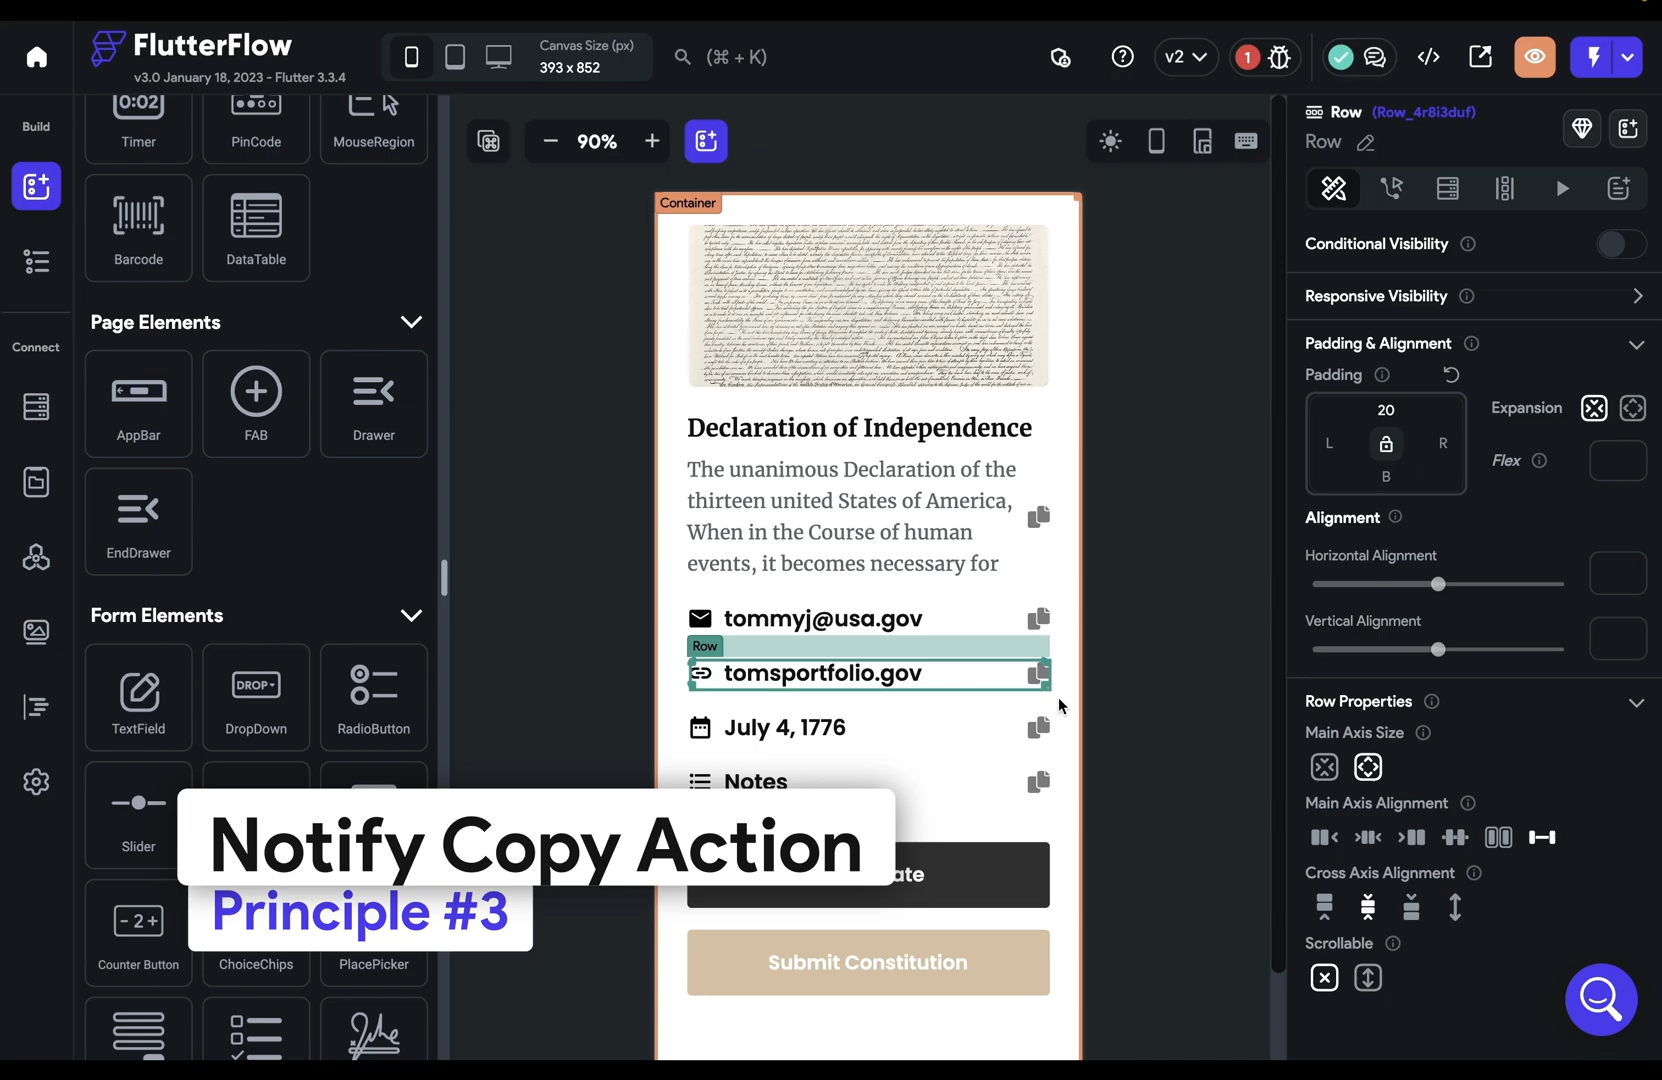 FlutterFlow
v3.0 January 18, 2023 - Flutter 3.3.4
Canvas Size (px)
393 x 852
(⌘ + K)
v2
1
Build
Connect
0:02
Timer
PinCode
MouseRegion
Barcode
DataTable
Page Elements
AppBar
FAB
Drawer
EndDrawer
Form Elements
TextField
DROP
DropDown
RadioButton
Slider
- 2 +
Counter Button
ChoiceChips
PlacePicker
90%
Container
Declaration of Independence
The unanimous Declaration of the
thirteen united States of America,
When in the Course of human
events, it becomes necessary for
tommyj@usa.gov
Row
tomsportfolio.gov
July 4, 1776
Notes
ate
Submit Constitution
Notify Copy Action
Principle #3
Row (Row_4r8i3duf)
Row
Conditional Visibility
Responsive Visibility
Padding & Alignment
Padding
20
L
R
B
Expansion
Flex
Alignment
Horizontal Alignment
Vertical Alignment
Row Properties
Main Axis Size
Main Axis Alignment
Cross Axis Alignment
Scrollable